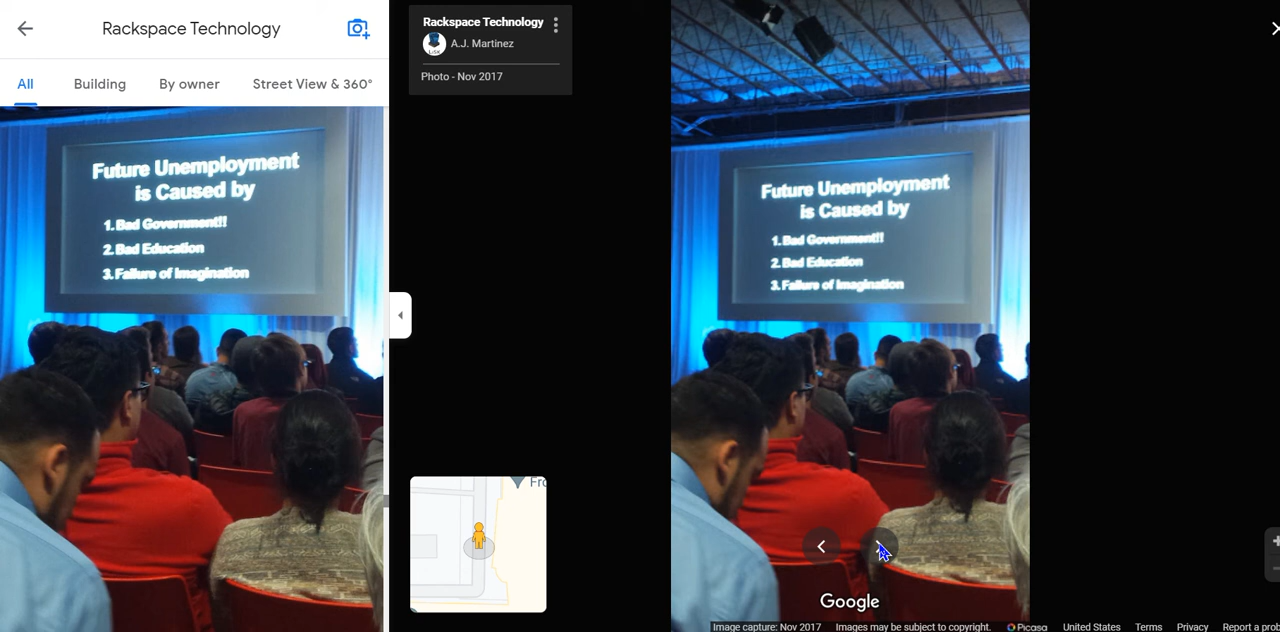 Rackspace Technology
All
Building
By owner
Street View & 360°
Future Unemployment
is Caused by
1. Bad Government!!
2. Bad Education
3. Failure of Imagination
Rackspace Technology
A.J. Martinez
Photo - Nov 2017
Future Unemployment
is Caused by
1. Bad Government!!
2. Bad Education
3. Failure of Imagination
Google
Image capture: Nov 2017 Images may be subject to copyright. Picasa United States Terms Privacy Report a prob